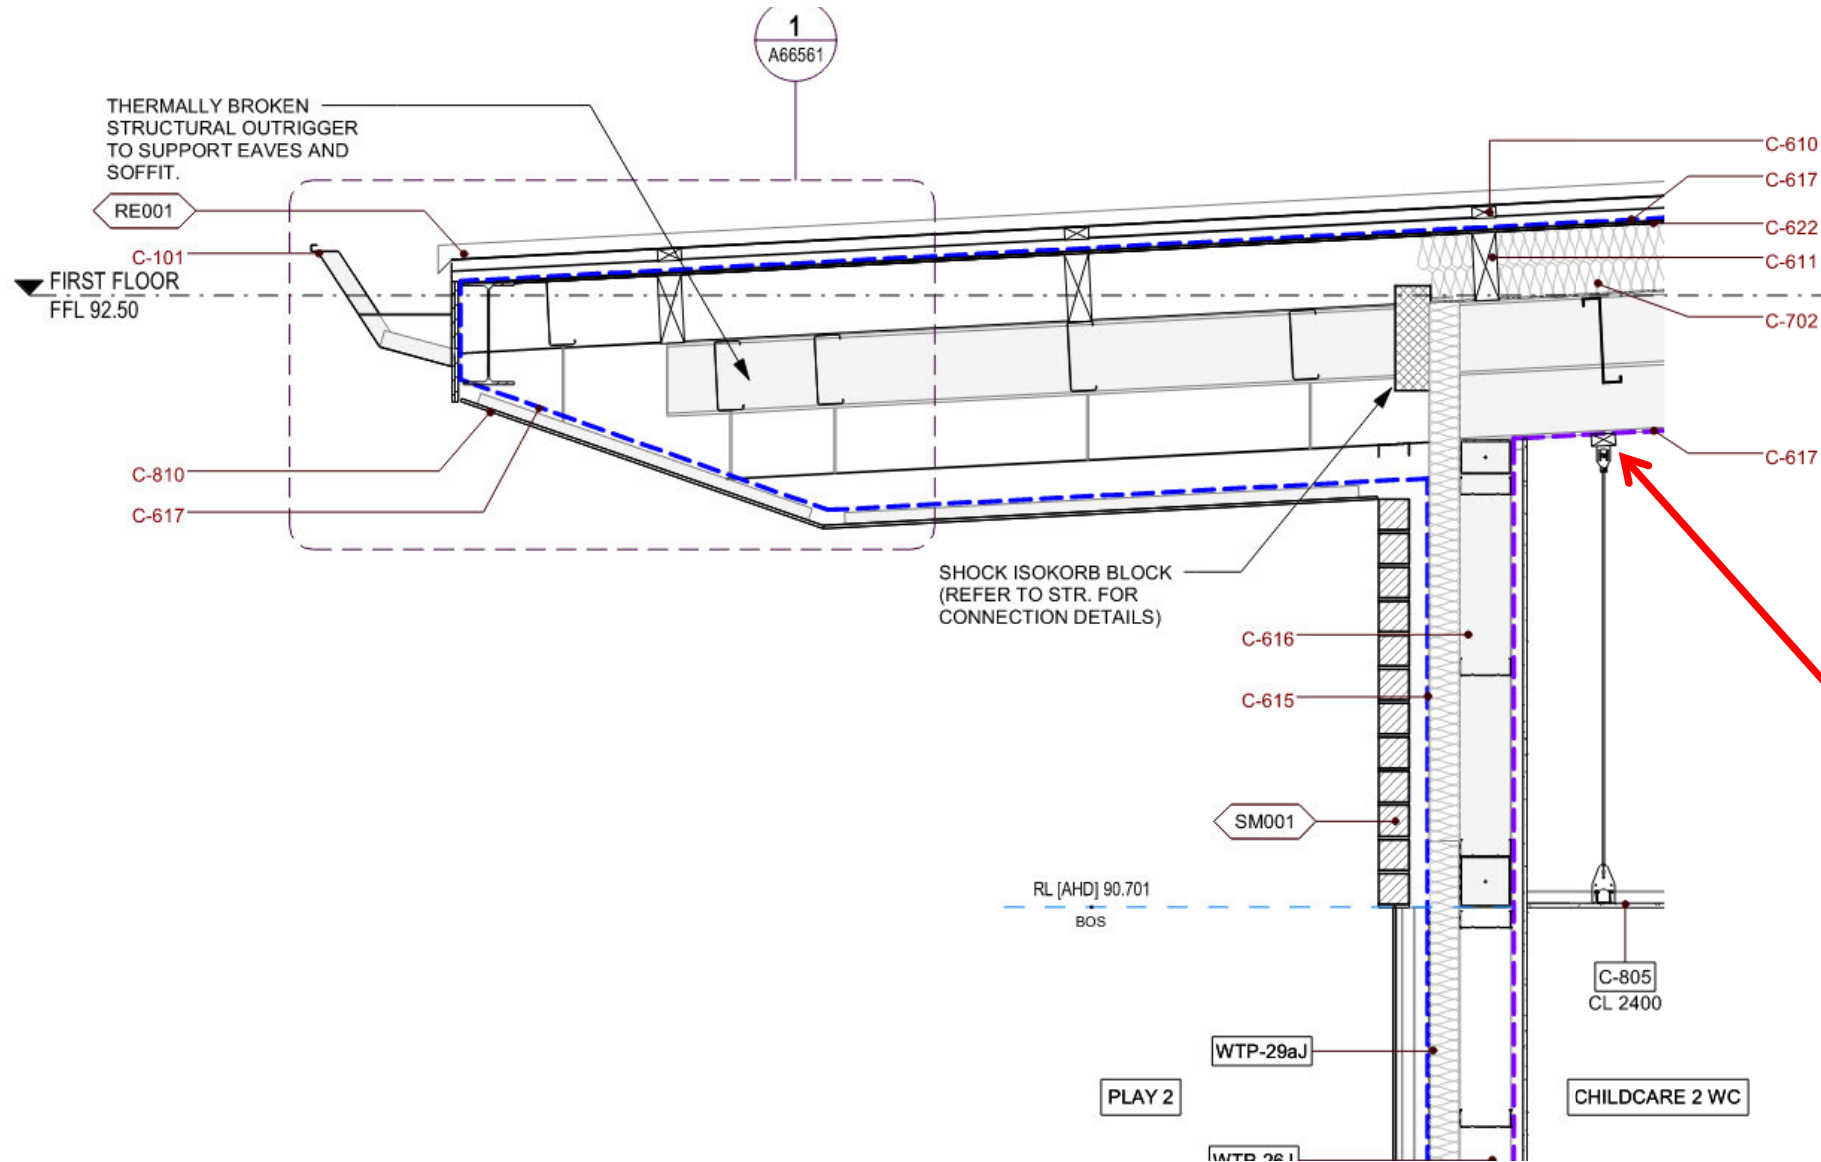 1
A66561
THERMALLY BROKEN
STRUCTURAL OUTRIGGER
TO SUPPORT EAVES AND
SOFFIT.
RE001
C-101
FIRST FLOOR
FFL 92.50
C-610
C-617
C-622
C-611
C-702
C-810
C-617
C-617
SHOCK ISOKORB BLOCK
(REFER TO STR. FOR
CONNECTION DETAILS)
C-616
C-615
SM001
RL [AHD] 90.701
BOS
C-805
CL 2400
WTP-29aJ
PLAY 2
CHILDCARE 2 WC
WTP-26J